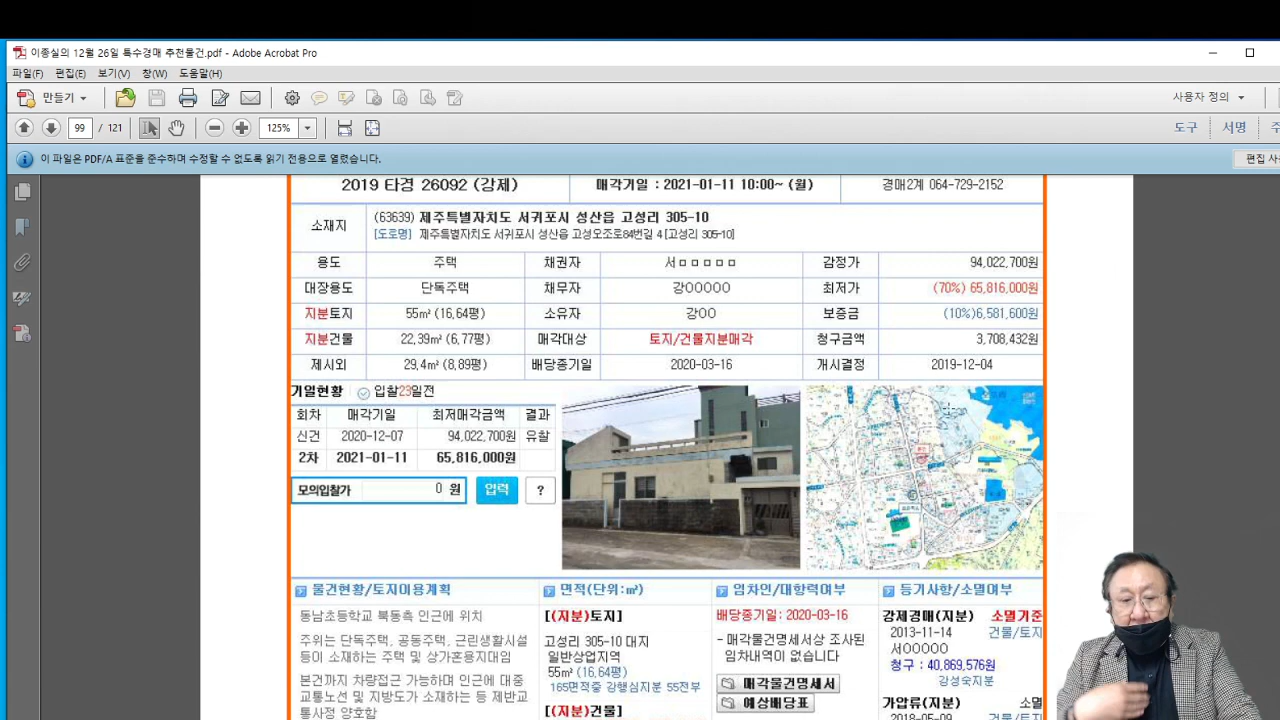 이종실의 12월 26일 특수경매 추천물건.pdf - Adobe Acrobat Pro
파일(F) 편집(E) 보기(V) 창(W) 도움말(H)
만들기 사용자 정의
99 / 121 125% 도구 서명
이 파일은 PDF/A 표준을 준수하며 수정할 수 없도록 읽기 전용으로 열렸습니다. 편집 사
2019 타경 26092 (강제) 매각기일 : 2021-01-11 10:00~ (월) 경매2계 064-729-2152
소재지 (63639) 제주특별자치도 서귀포시 성산읍 고성리 305-10
[도로명] 제주특별자치도 서귀포시 성산읍 고성오조로84번길 4 [고성리 305-10]
용도 주택 채권자 서ㅁㅁㅁㅁㅁ 감정가 94,022,700원
대장용도 단독주택 채무자 강OOOOO 최저가 (70%) 65,816,000원
지분토지 55㎡ (16,64평) 소유자 강OO 보증금 (10%)6,581,600원
지분건물 22,39㎡ (6,77평) 매각대상 토지/건물지분매각 청구금액 3,708,432원
제시외 29,4㎡ (8,89평) 배당종기일 2020-03-16 개시결정 2019-12-04
기일현황 입찰23일전
회차 매각기일 최저매각금액 결과
신건 2020-12-07 94,022,700원 유찰
2차 2021-01-11 65,816,000원
모의입찰가 0 원 입력 ?
물건현황/토지이용계획 면적(단위:㎡) 임차인/대항력여부 등기사항/소멸여부
동남초등학교 북동측 인근에 위치
주위는 단독주택, 공동주택, 근린생활시설
등이 소재하는 주택 및 상가혼용지대임
본건까지 차량접근 가능하며 인근에 대중
교통노선 및 지방도가 소재하는 등 제반교
통사정 양호함
[(지분)토지]
고성리 305-10 대지
일반상업지역
55㎡ (16,64평)
165면적중 강행심지분 55전부
[(지분)건물]
배당종기일: 2020-03-16
- 매각물건명세서상 조사된
임차내역이 없습니다
매각물건명세서
예상배당표
강제경매(지분) 소멸기준
2013-11-14 건물/토지
서OOOOO
청구 : 40,869,576원
강성숙지분
가압류(지분) 소멸
2018-05-09 건물/토